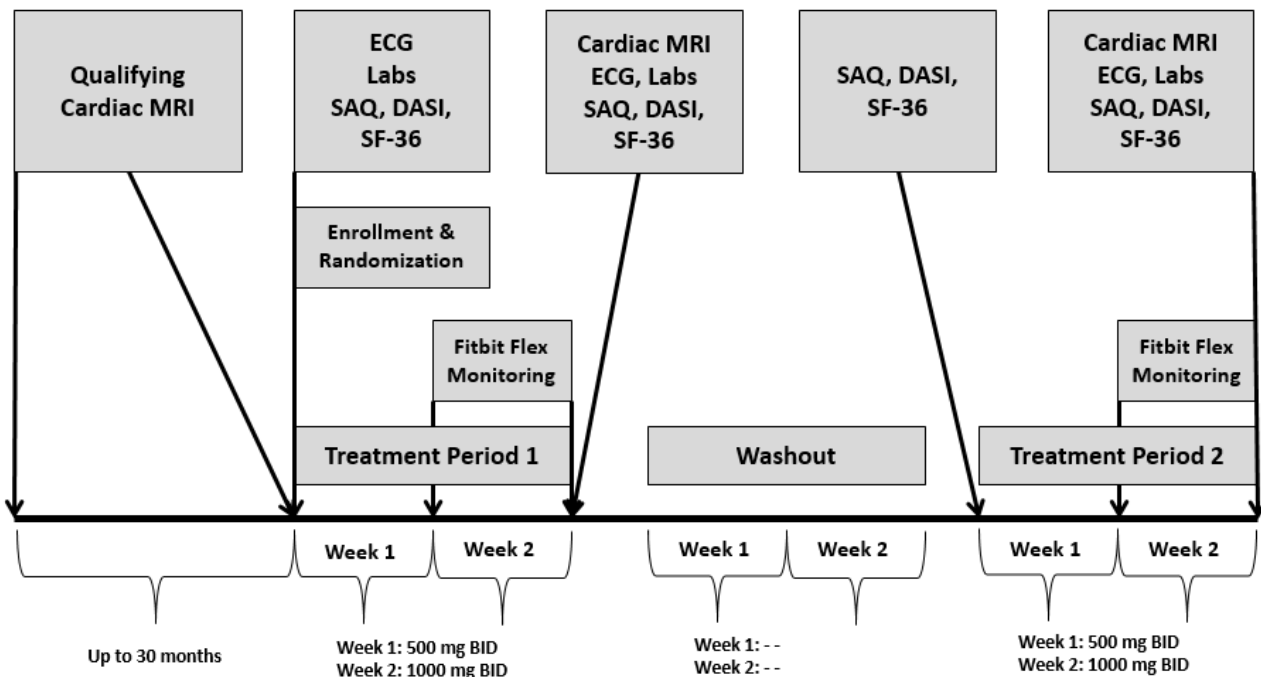 Qualifying
Cardiac MRI
ECG
Labs
SAQ, DASI,
SF-36
Cardiac MRI
ECG, Labs
SAQ, DASI,
SF-36
SAQ, DASI,
SF-36
Cardiac MRI
ECG, Labs
SAQ, DASI,
SF-36
Enrollment &
Randomization
Fitbit Flex
Monitoring
Fitbit Flex
Monitoring
Treatment Period 1
Washout
Treatment Period 2
Week 1
Week 2
Week 1
Week 2
Week 1
Week 2
Up to 30 months
Week 1: 500 mg BID
Week 2: 1000 mg BID
Week 1: - -
Week 2: - -
Week 1: 500 mg BID
Week 2: 1000 mg BID